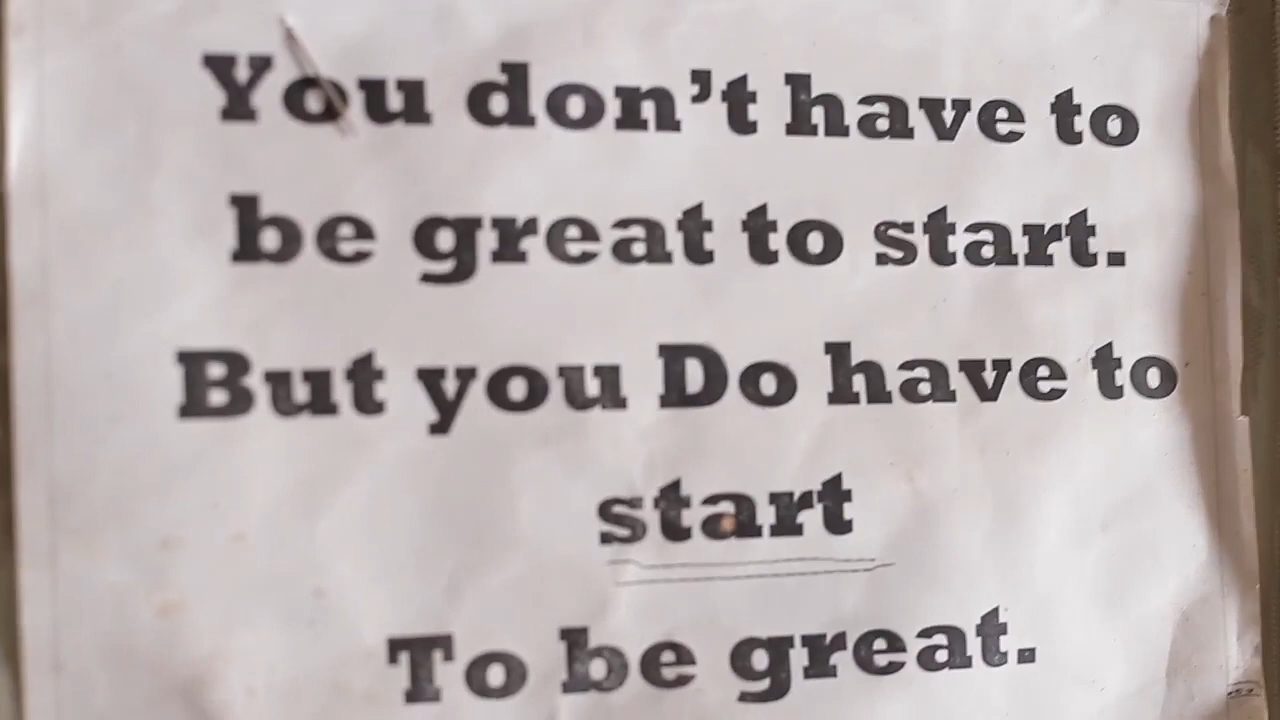 You don’t have to
be great to start.
But you Do have to
start
To be great.